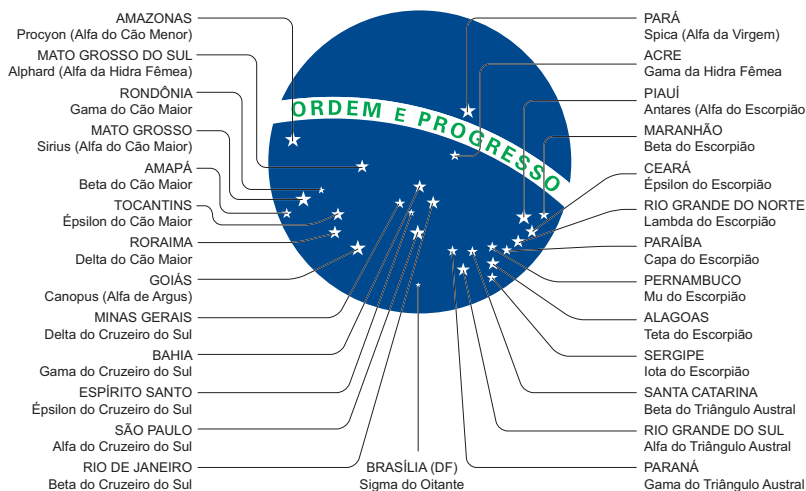 AMAZONAS
Procyon (Alfa do Cão Menor)
MATO GROSSO DO SUL
Alphard (Alfa da Hidra Fêmea)
RONDÔNIA
Gama do Cão Maior
MATO GROSSO
Sirius (Alfa do Cão Maior)
AMAPÁ
Beta do Cão Maior
TOCANTINS
Épsilon do Cão Maior
RORAIMA
Delta do Cão Maior
GOIÁS
Canopus (Alfa de Argus)
MINAS GERAIS
Delta do Cruzeiro do Sul
BAHIA
Gama do Cruzeiro do Sul
ESPÍRITO SANTO
Épsilon do Cruzeiro do Sul
SÃO PAULO
Alfa do Cruzeiro do Sul
RIO DE JANEIRO
Beta do Cruzeiro do Sul
ORDEM E PROGRESSO
BRASÍLIA (DF)
Sigma do Oitante
PARÁ
Spica (Alfa da Virgem)
ACRE
Gama da Hidra Fêmea
PIAUÍ
Antares (Alfa do Escorpião
MARANHÃO
Beta do Escorpião
CEARÁ
Épsilon do Escorpião
RIO GRANDE DO NORTE
Lambda do Escorpião
PARAÍBA
Capa do Escorpião
PERNAMBUCO
Mu do Escorpião
ALAGOAS
Teta do Escorpião
SERGIPE
Iota do Escorpião
SANTA CATARINA
Beta do Triângulo Austral
RIO GRANDE DO SUL
Alfa do Triângulo Austral
PARANÁ
Gama do Triângulo Austral